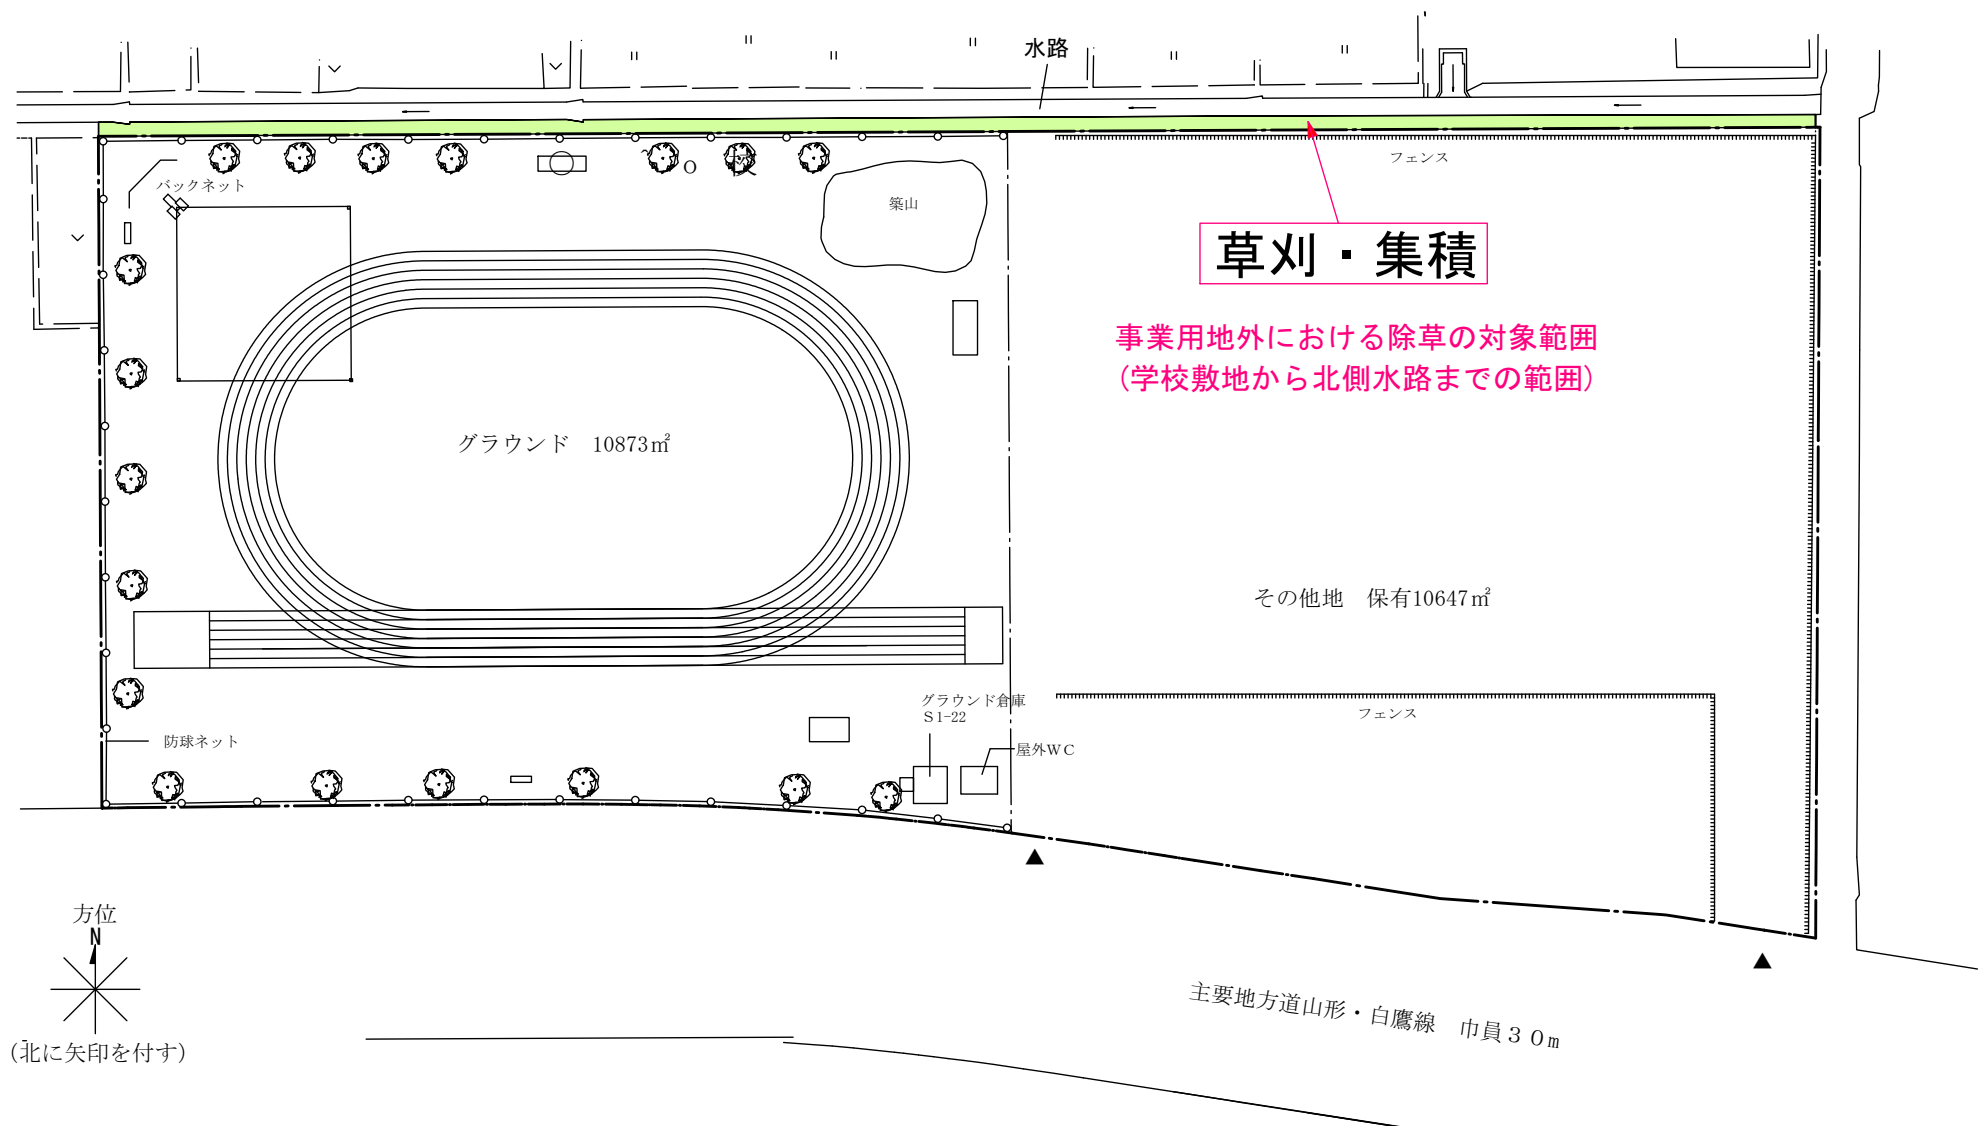 水路
フェンス
バックネット
築山
草刈・集積
事業用地外における除草の対象範囲
(学校敷地から北側水路までの範囲)
グラウンド　10873㎡
その他地　保有10647㎡
グラウンド倉庫
S1-22
フェンス
防球ネット
屋外WC
方位
N
(北に矢印を付す)
主要地方道山形・白鷹線　巾員30m